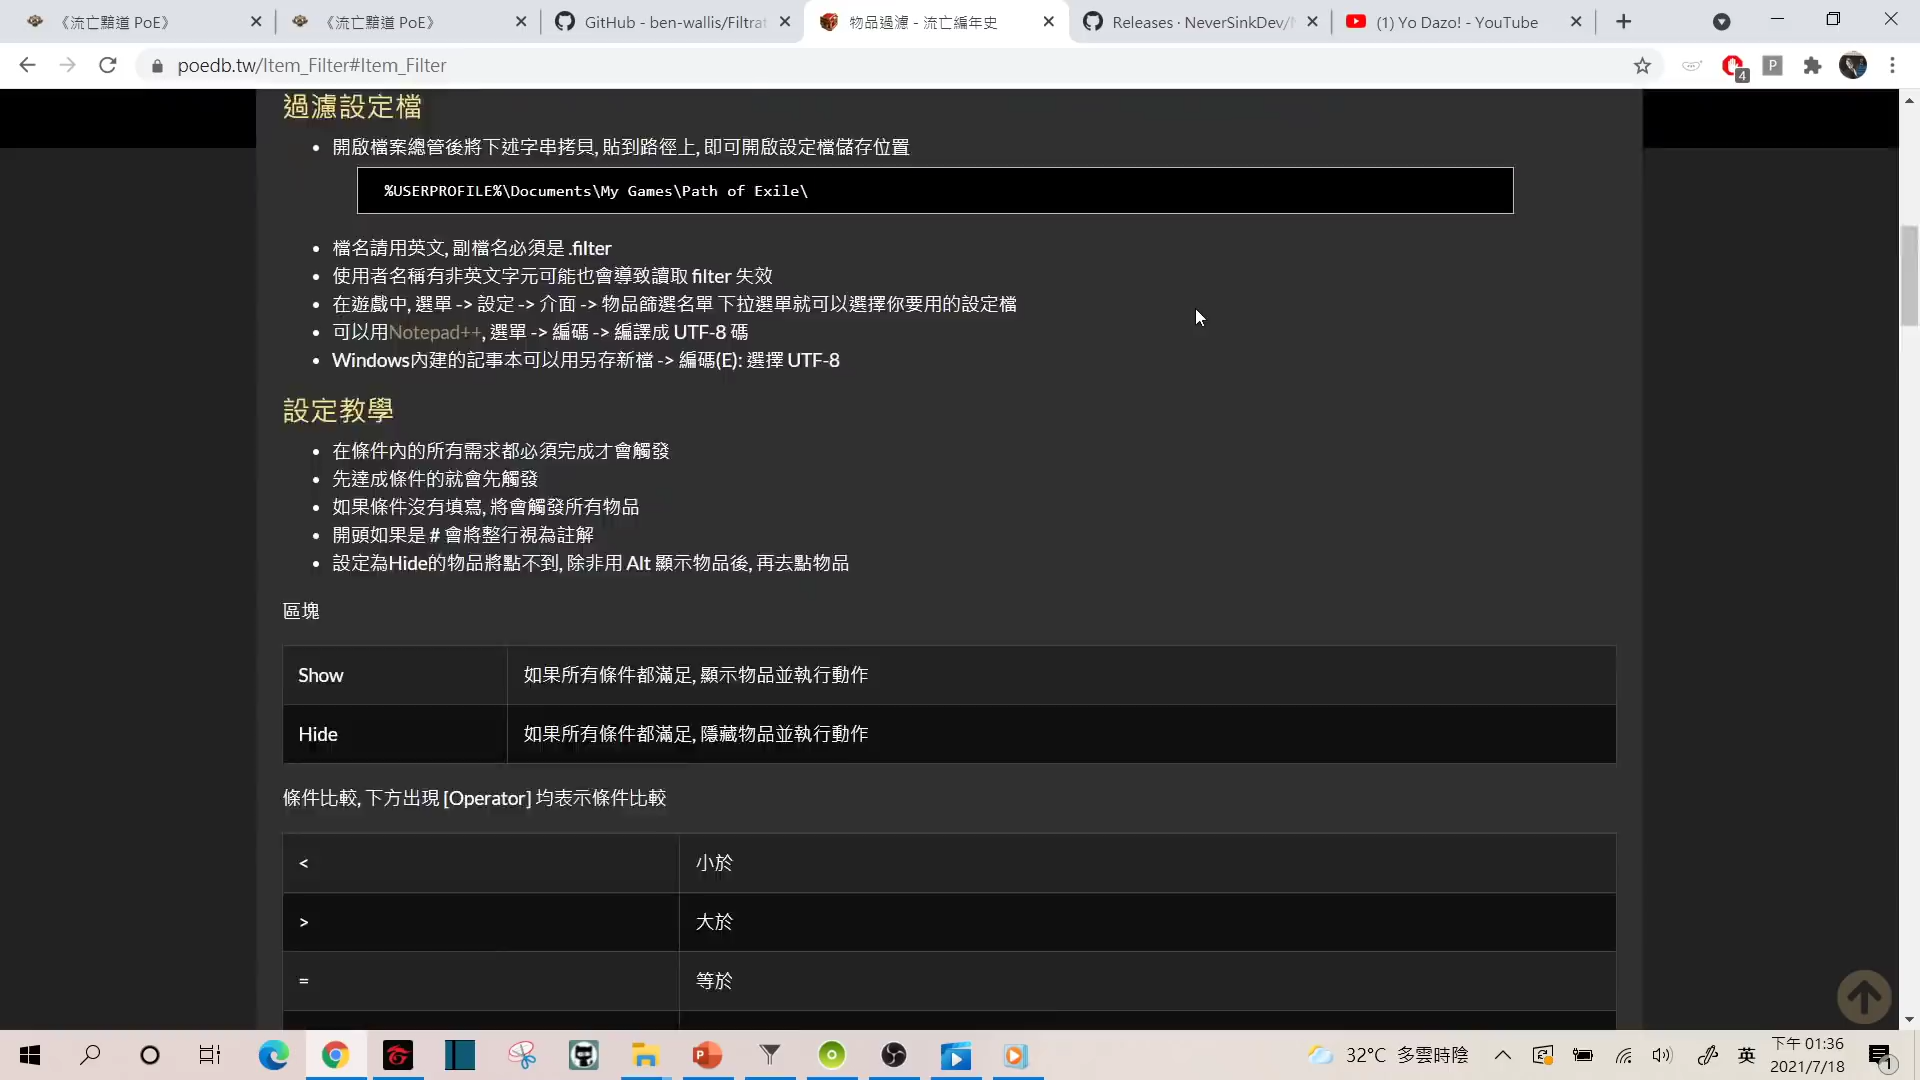 《流亡黯道 PoE》
《流亡黯道 PoE》
GitHub - ben-wallis/Filtrat
物品過濾 - 流亡編年史
Releases · NeverSinkDev/
(1) Yo Dazo! - YouTube
poedb.tw/Item_Filter#Item_Filter
4
P
過濾設定檔
開啟檔案總管後將下述字串拷貝, 貼到路徑上, 即可開啟設定檔儲存位置
%USERPROFILE%\Documents\My Games\Path of Exile\
檔名請用英文, 副檔名必須是 .filter
使用者名稱有非英文字元可能也會導致讀取 filter 失效
在遊戲中, 選單 -> 設定 -> 介面 -> 物品篩選名單 下拉選單就可以選擇你要用的設定檔
可以用Notepad++, 選單 -> 編碼 -> 編譯成 UTF-8 碼
Windows內建的記事本可以用另存新檔 -> 編碼(E): 選擇 UTF-8
設定教學
在條件內的所有需求都必須完成才會觸發
先達成條件的就會先觸發
如果條件沒有填寫, 將會觸發所有物品
開頭如果是 # 會將整行視為註解
設定為Hide的物品將點不到, 除非用 Alt 顯示物品後, 再去點物品
區塊
Show 如果所有條件都滿足, 顯示物品並執行動作
Hide 如果所有條件都滿足, 隱藏物品並執行動作
條件比較, 下方出現 [Operator] 均表示條件比較
< 小於
> 大於
= 等於
32°C 多雲時陰
英
下午 01:36
2021/7/18
1